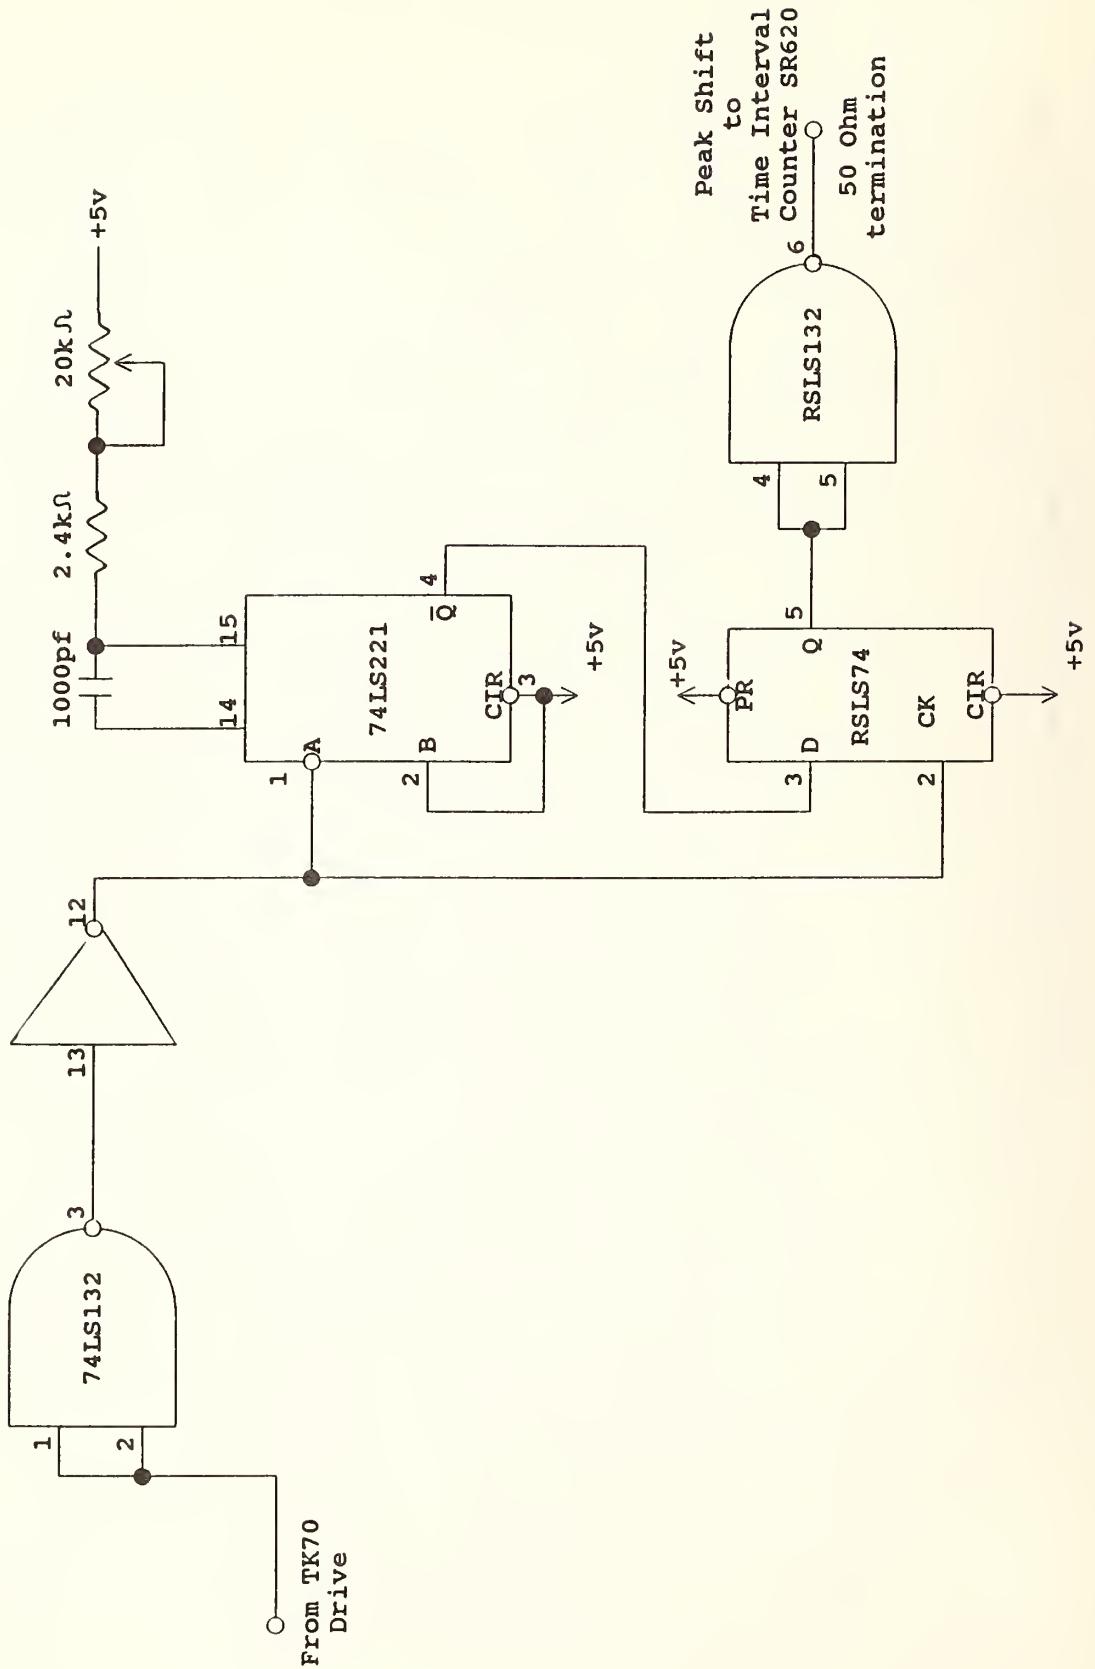 From TK70
Drive
1
2
74LS132
3
13
12
1000pf
2.4kΩ
20kΩ
+5v
14
15
1
A
2
B
74LS221
Q̅
4
CIR
3
+5v
+5v
PR
3
D
RSLS74
Q
5
2
CK
CIR
+5v
4
5
RSLS132
6
Peak Shift
to
Time Interval
Counter SR620
50 Ohm
termination